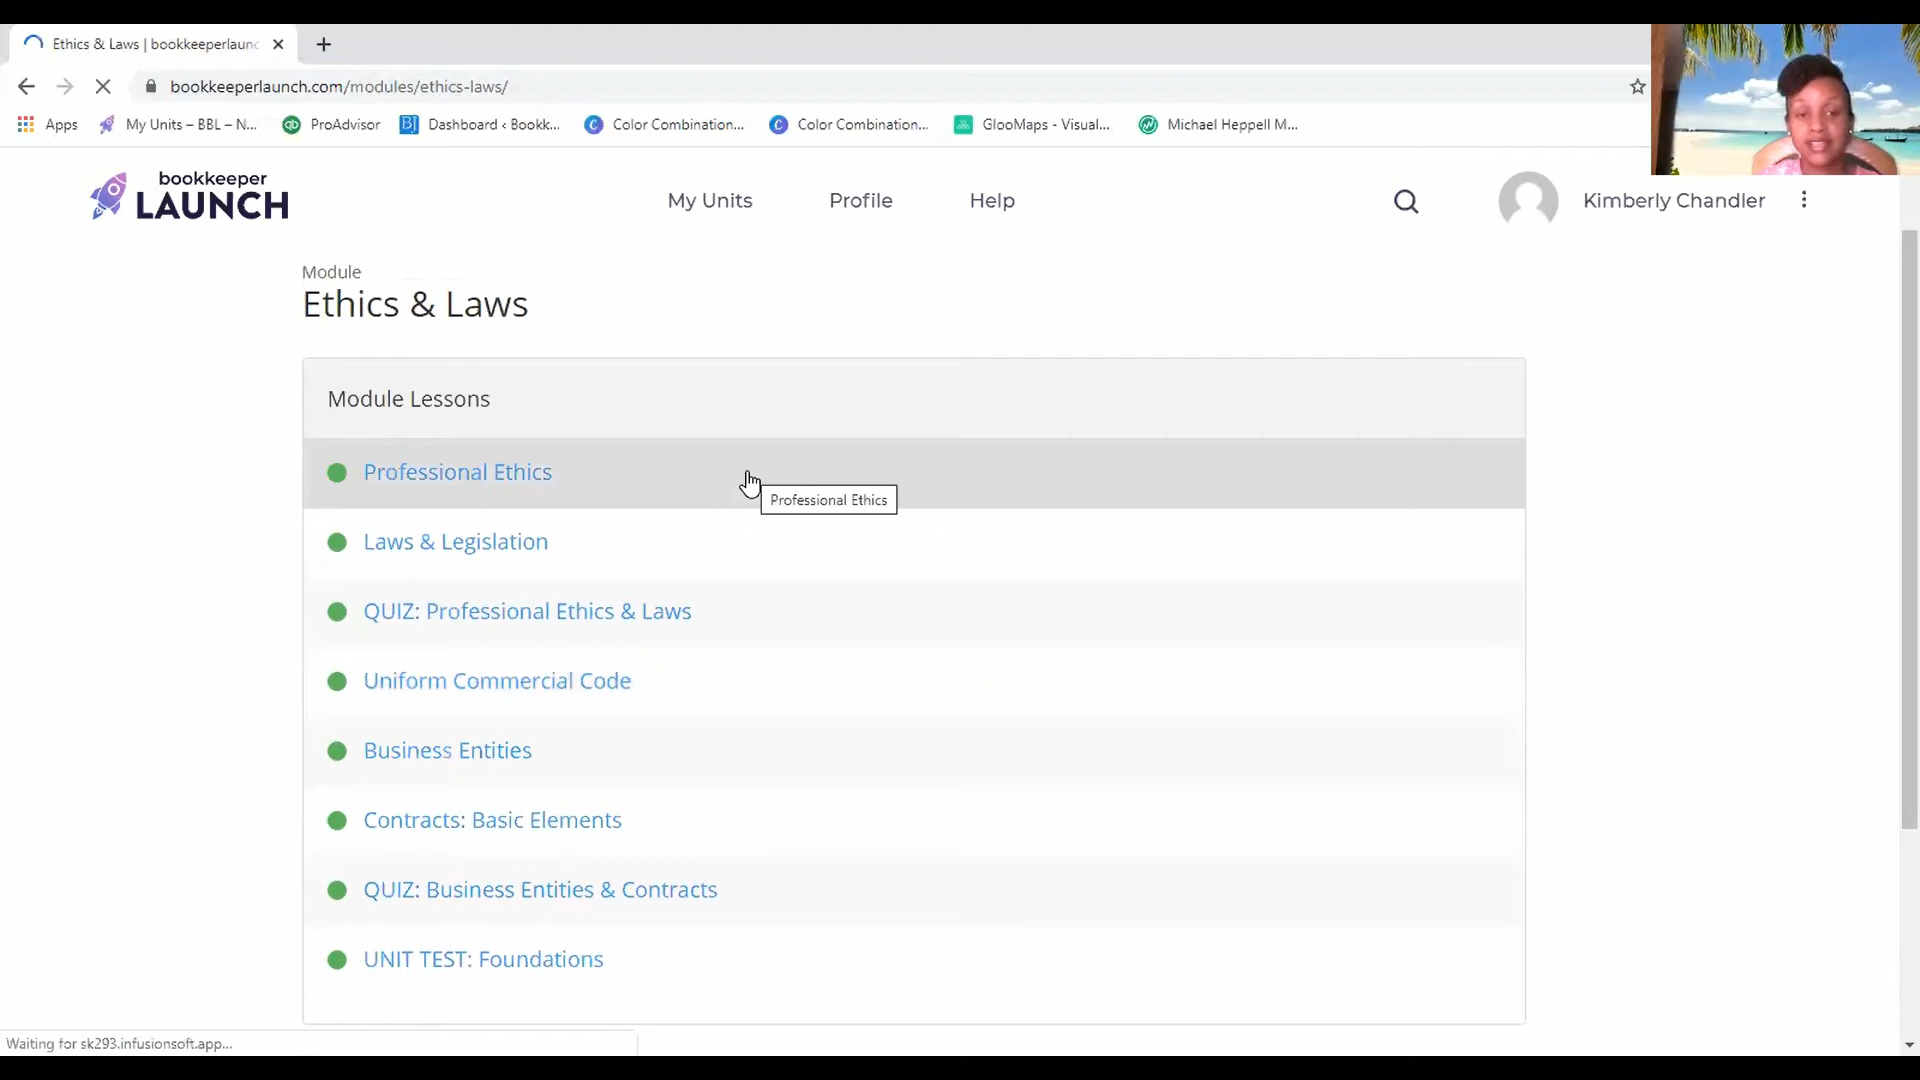 Ethics & Laws | bookkeeperlaunc
bookkeeperlaunch.com/modules/ethics-laws/
Apps My Units – BBL – N... ProAdvisor Dashboard ‹ Bookk... Color Combination... Color Combination... GlooMaps - Visual... Michael Heppell M...
bookkeeper
LAUNCH
My Units Profile Help Kimberly Chandler
Module
Ethics & Laws
Module Lessons
Professional Ethics
Professional Ethics
Laws & Legislation
QUIZ: Professional Ethics & Laws
Uniform Commercial Code
Business Entities
Contracts: Basic Elements
QUIZ: Business Entities & Contracts
UNIT TEST: Foundations
Waiting for sk293.infusionsoft.app...